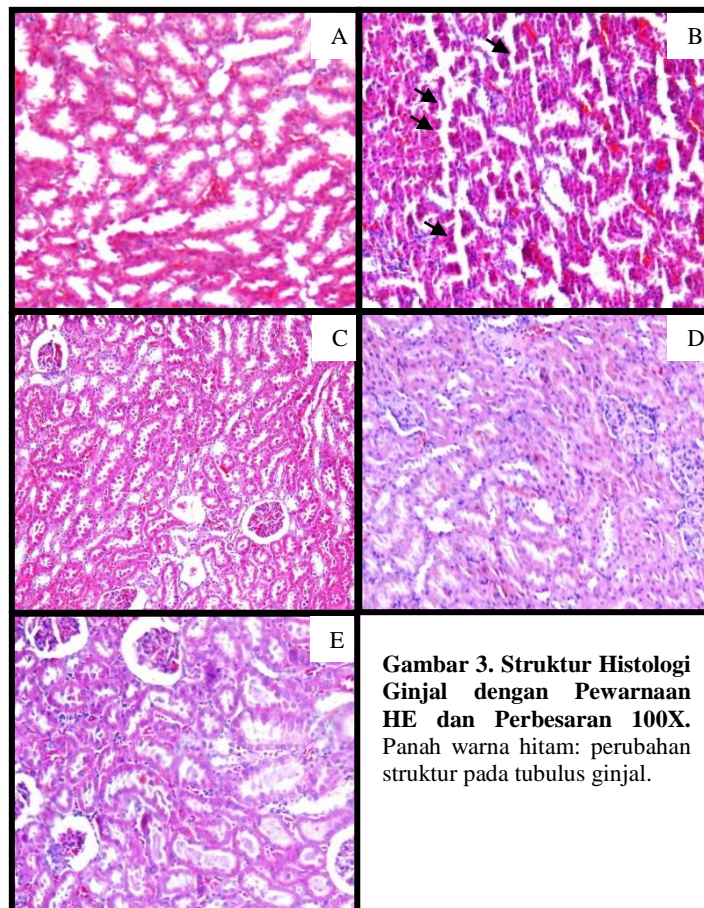 A
B
C
D
E
Gambar 3. Struktur Histologi
Ginjal dengan Pewarnaan
HE dan Perbesaran 100X.
Panah warna hitam: perubahan
struktur pada tubulus ginjal.